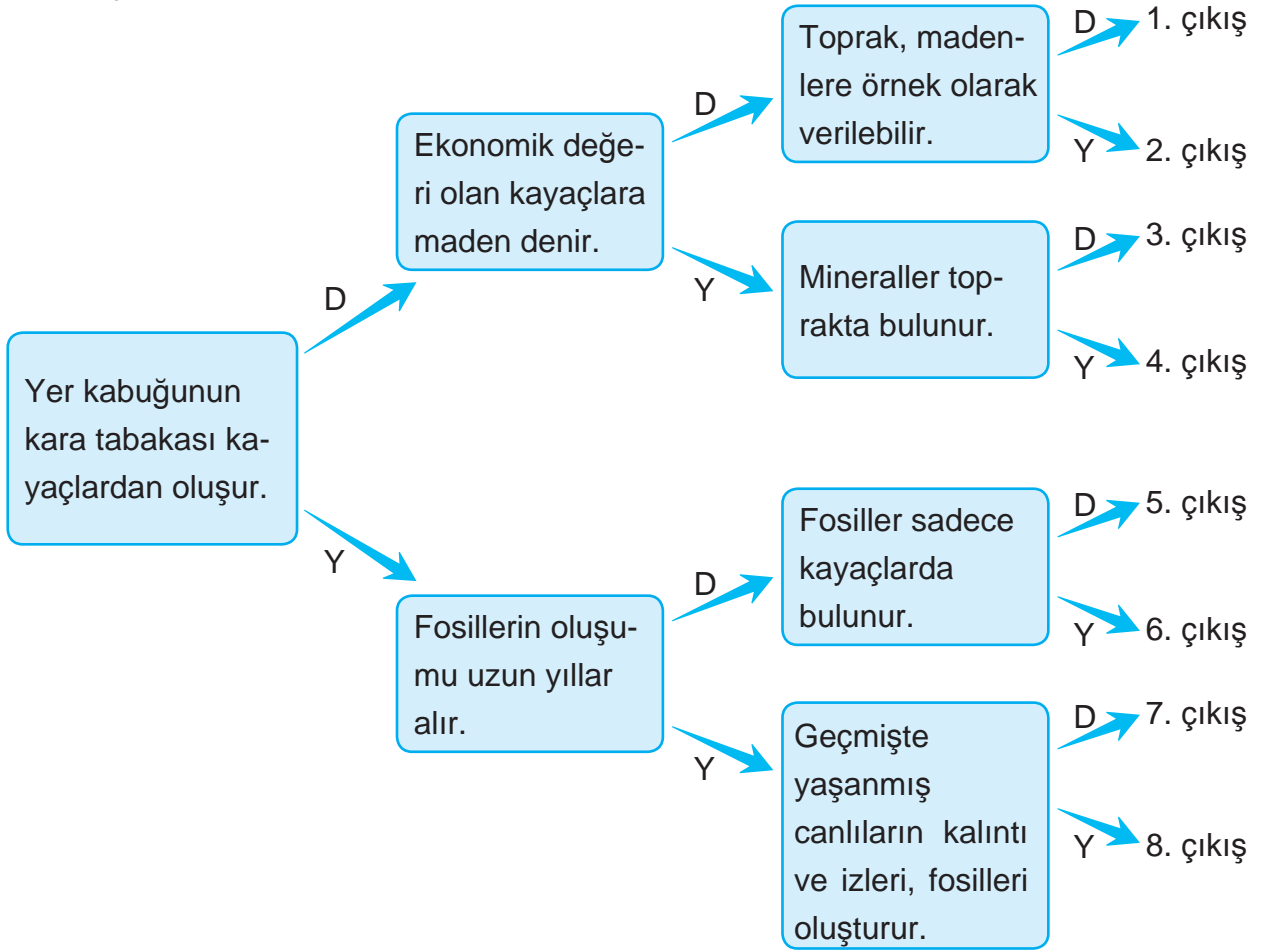 Yer kabuğunun
kara tabakası ka-
yaçlardan oluşur.
D
Y
Ekonomik değe-
ri olan kayaçlara
maden denir.
D
Y
Fosillerin oluşu-
mu uzun yıllar
alır.
D
Y
Toprak, maden-
lere örnek olarak
verilebilir.
D
1. çıkış
Y
2. çıkış
Mineraller top-
rakta bulunur.
D
3. çıkış
Y
4. çıkış
Fosiller sadece
kayaçlarda
bulunur.
D
5. çıkış
Y
6. çıkış
Geçmişte
yaşanmış
canlıların kalıntı
ve izleri, fosilleri
oluşturur.
D
7. çıkış
Y
8. çıkış